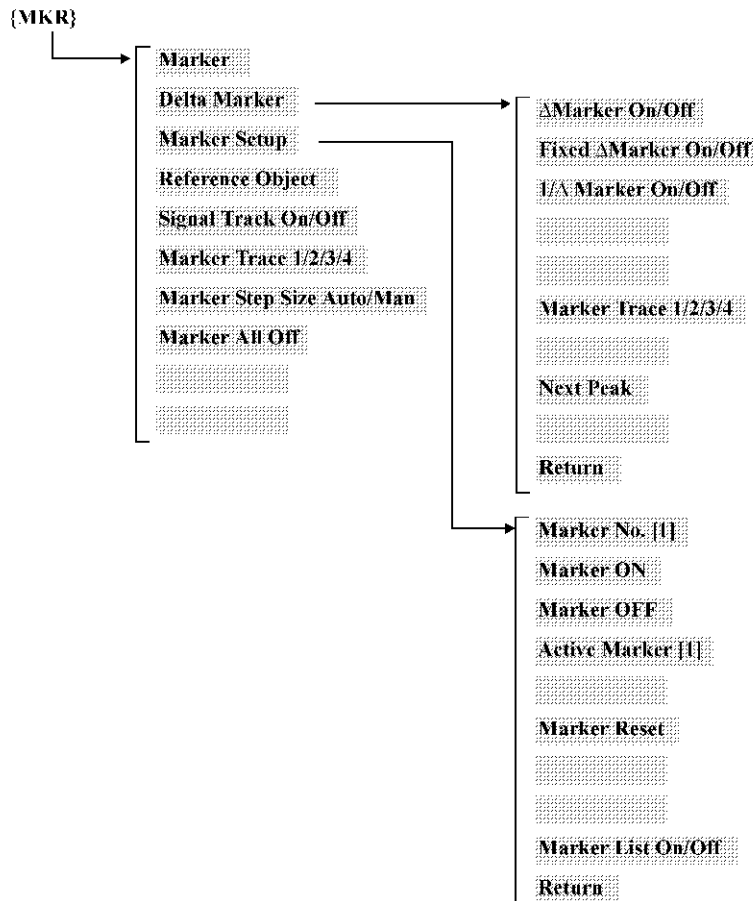 {MKR}
Marker
Delta Marker
Marker Setup
Reference Object
Signal Track On/Off
Marker Trace 1/2/3/4
Marker Step Size Auto/Man
Marker All Off
ΔMarker On/Off
Fixed ΔMarker On/Off
1/Δ Marker On/Off
Marker Trace 1/2/3/4
Next Peak
Return
Marker No. [1]
Marker ON
Marker OFF
Active Marker [1]
Marker Reset
Marker List On/Off
Return